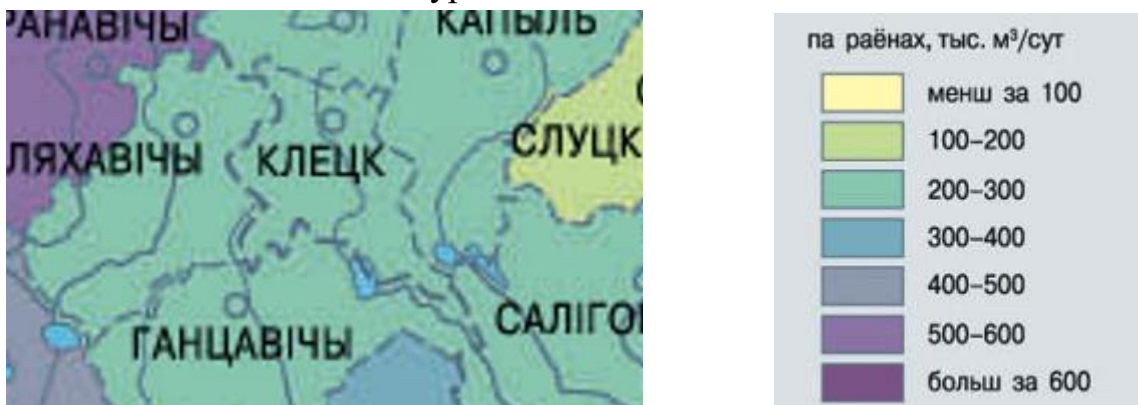 РАНАВІЧЫ
КАПЫЛЬ
ЛЯХАВІЧЫ
КЛЕЦК
СЛУЦК
ГАНЦАВІЧЫ
САЛІГО
па раёнах, тыс. м³/сут
менш за 100
100–200
200–300
300–400
400–500
500–600
больш за 600